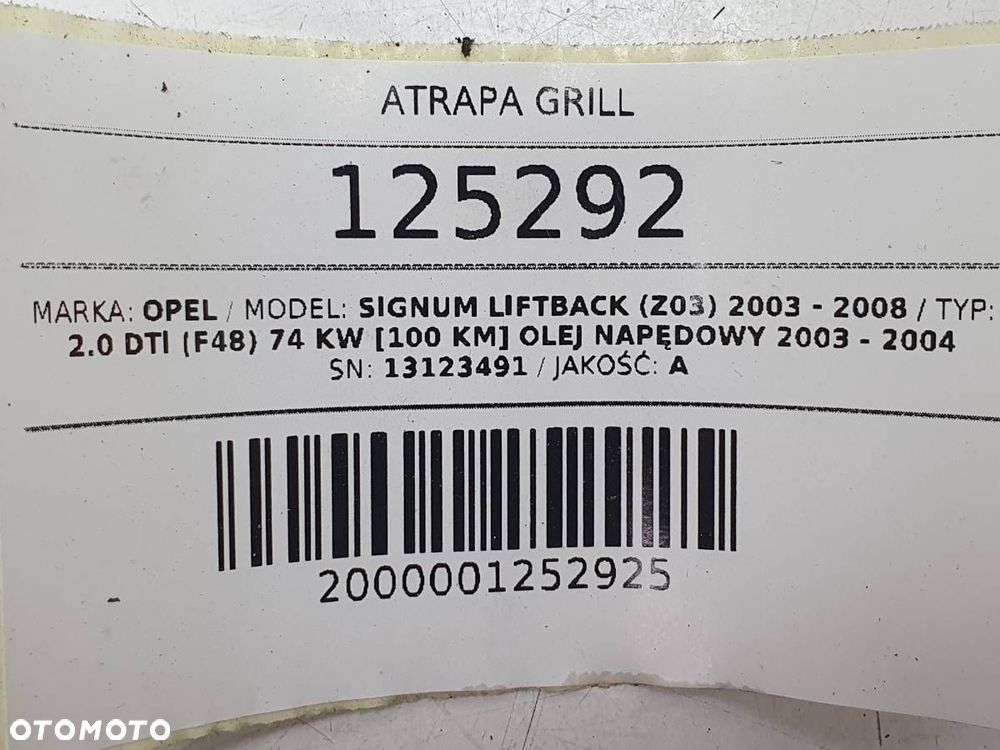 ATRAPA GRILL
125292
MARKA: OPEL / MODEL: SIGNUM LIFTBACK (Z03) 2003 - 2008 / TYP:
2.0 DTI (F48) 74 KW [100 KM] OLEJ NAPĘDOWY 2003 - 2004
SN: 13123491 / JAKOŚĆ: A
2000001252925
OTOMOTO